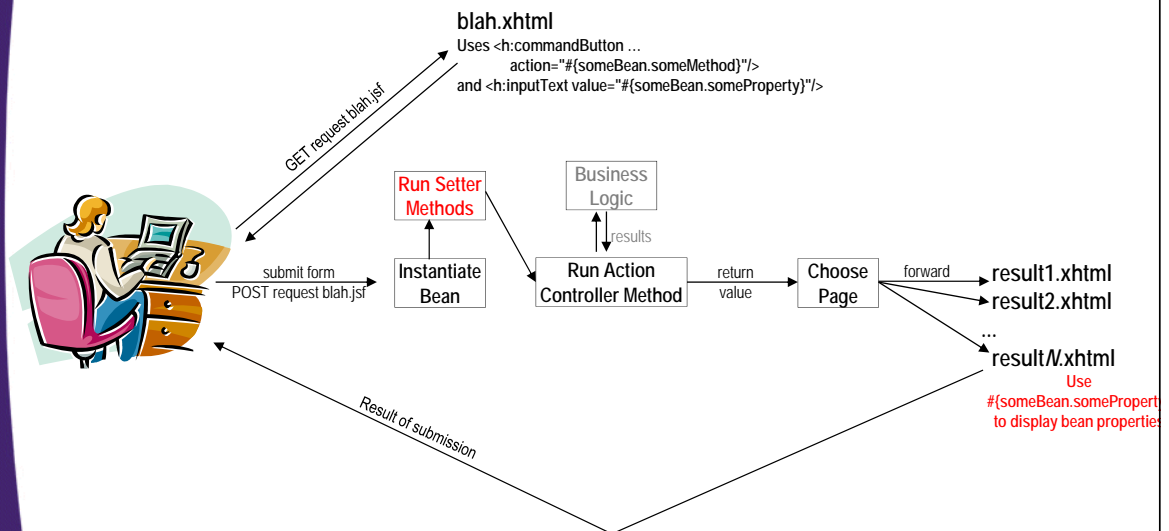 blah.xhtml
Uses <h:commandButton …
action="#{someBean.someMethod}"/>
and <h:inputText value="#{someBean.someProperty}"/>
GET request blah.jsf
Run Setter
Methods
Business
Logic
results
submit form
POST request blah.jsf
Instantiate
Bean
Run Action
Controller Method
return
value
Choose
Page
forward
result1.xhtml
result2.xhtml
…
resultN.xhtml
Use
#{someBean.someProperty
to display bean properties
Result of submission